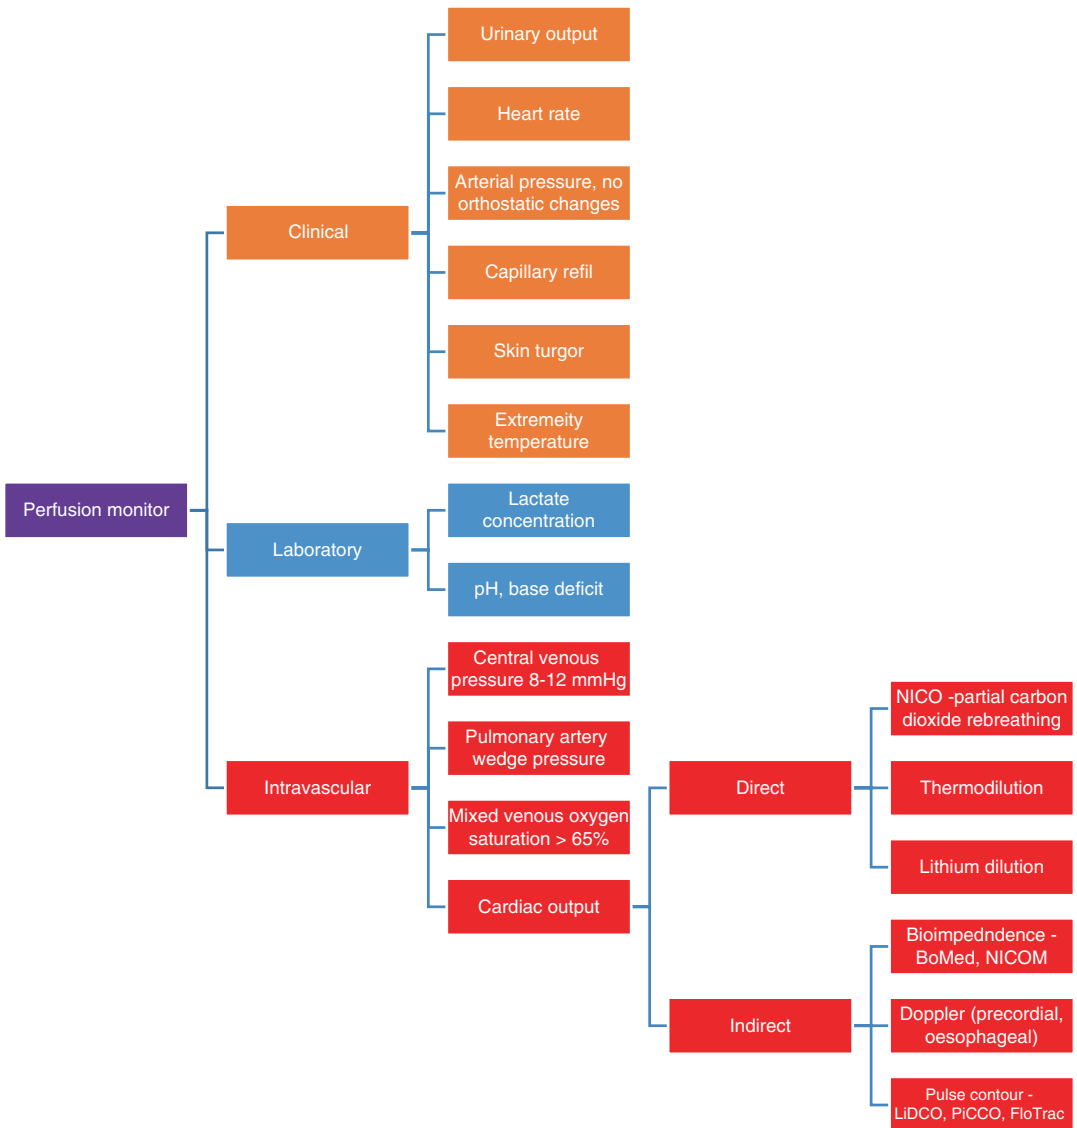 Urinary output
Heart rate
Arterial pressure, no
orthostatic changes
Clinical
Capillary refil
Skin turgor
Extremeity
temperature
Perfusion monitor
Lactate
concentration
Laboratory
pH, base deficit
Central venous
pressure 8-12 mmHg
Pulmonary artery
wedge pressure
Intravascular
Mixed venous oxygen
saturation > 65%
Cardiac output
NICO -partial carbon
dioxide rebreathing
Direct
Thermodilution
Lithium dilution
Bioimpedndence -
BoMed, NICOM
Indirect
Doppler (precordial,
oesophageal)
Pulse contour -
LiDCO, PiCCO, FloTrac